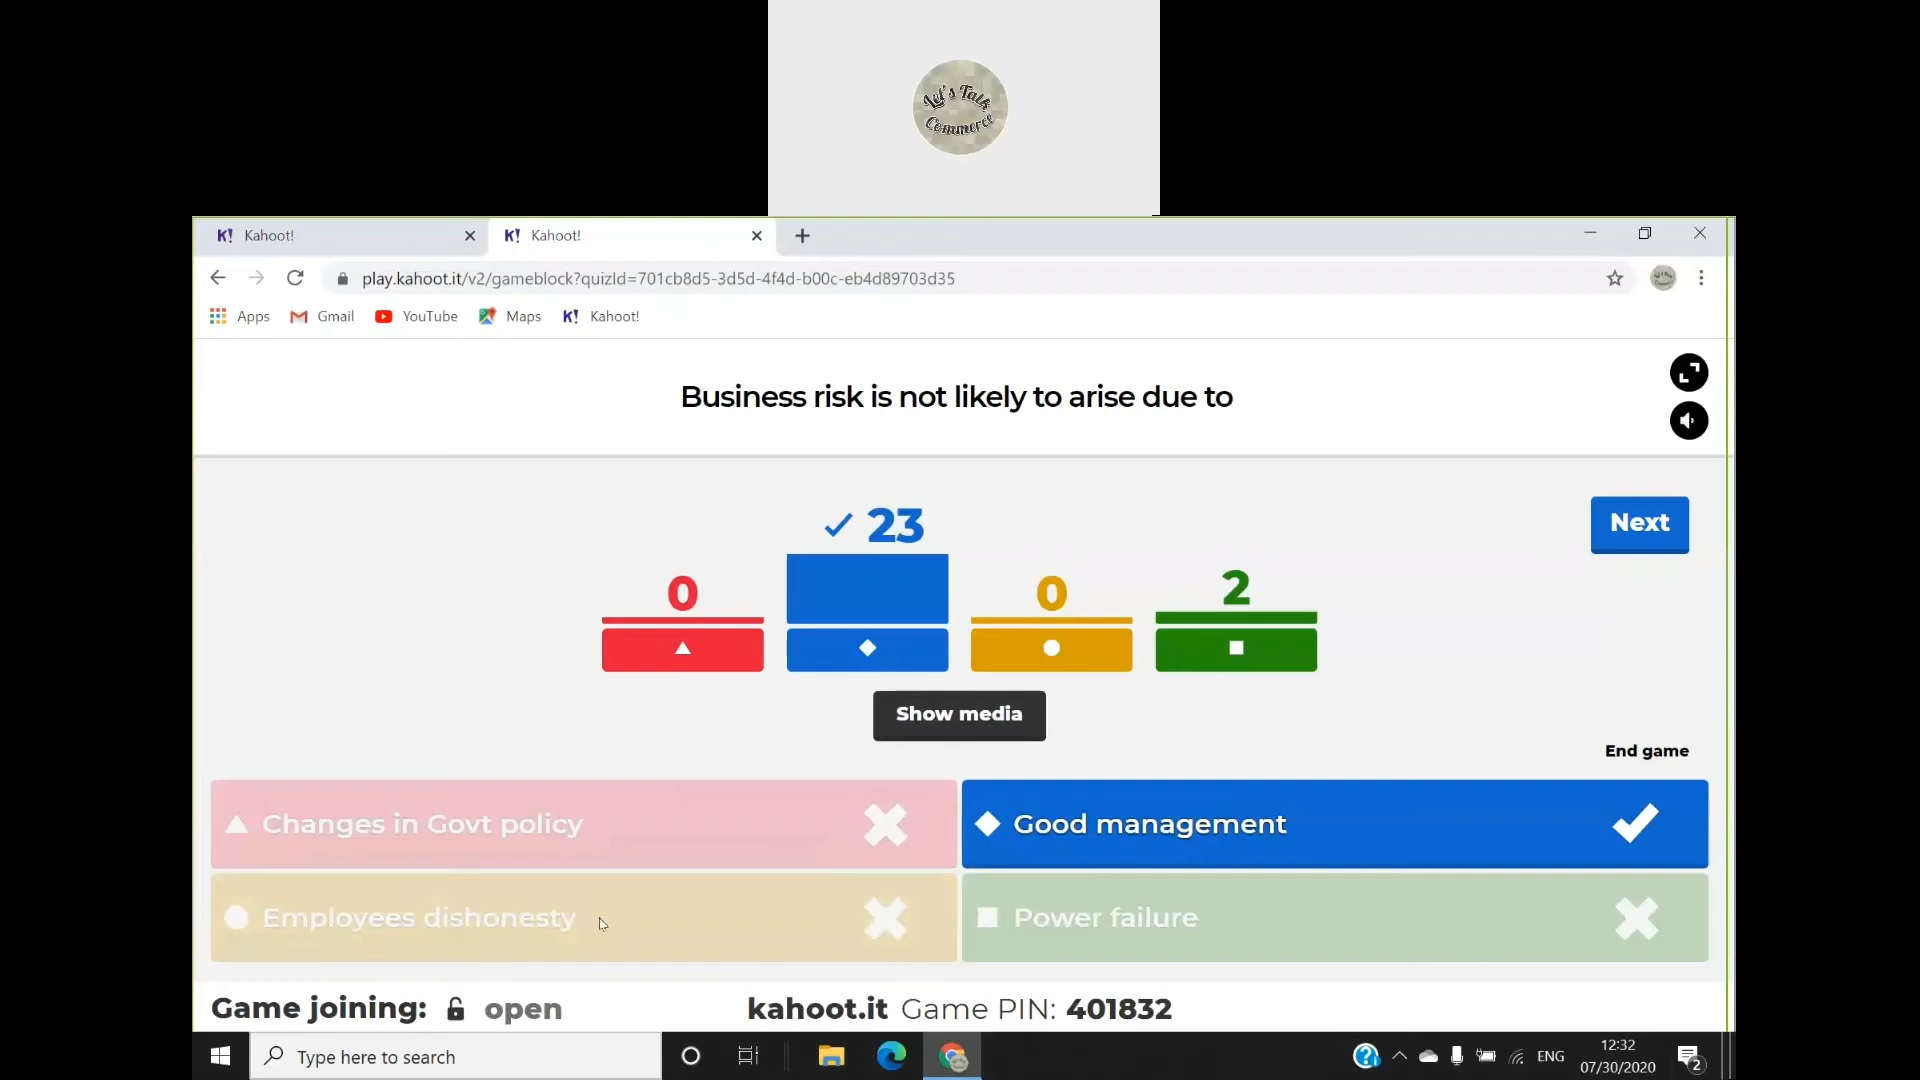 Let's Talk
Commerce
K! Kahoot!
K! Kahoot!
play.kahoot.it/v2/gameblock?quizId=701cb8d5-3d5d-4f4d-b00c-eb4d89703d35
Apps
Gmail
YouTube
Maps
K! Kahoot!
Business risk is not likely to arise due to
Next
0
23
0
2
Show media
End game
Changes in Govt policy
Good management
Employees dishonesty
Power failure
Game joining: open
kahoot.it Game PIN: 401832
Type here to search
ENG
12:32
07/30/2020
2